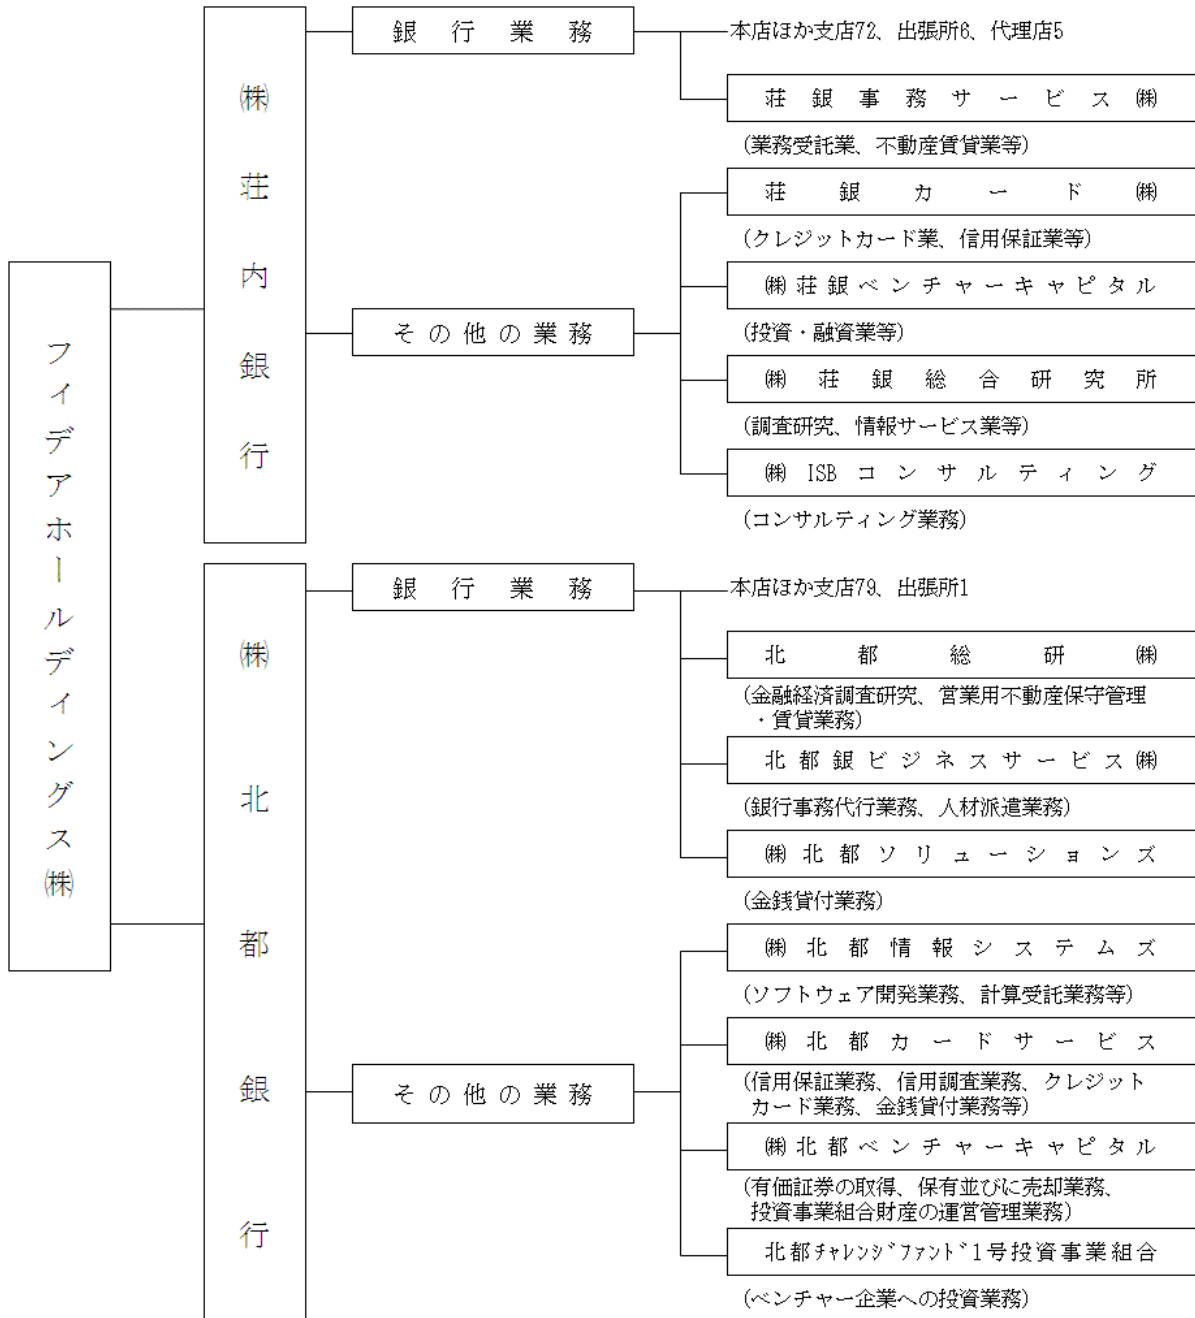 フィデアホールディングス㈱
㈱荘内銀行
銀行業務
本店ほか支店72、出張所6、代理店5
荘銀事務サービス㈱
(業務受託業、不動産賃貸業等)
その他の業務
荘銀カード㈱
(クレジットカード業、信用保証業等)
㈱荘銀ベンチャーキャピタル
(投資・融資業等)
㈱荘銀総合研究所
(調査研究、情報サービス業等)
㈱ISBコンサルティング
(コンサルティング業務)
㈱北都銀行
銀行業務
本店ほか支店79、出張所1
北都総研㈱
(金融経済調査研究、営業用不動産保守管理
・賃貸業務)
北都銀ビジネスサービス㈱
(銀行事務代行業務、人材派遣業務)
㈱北都ソリューションズ
(金銭貸付業務)
その他の業務
㈱北都情報システムズ
(ソフトウェア開発業務、計算受託業務等)
㈱北都カードサービス
(信用保証業務、信用調査業務、クレジット
カード業務、金銭貸付業務等)
㈱北都ベンチャーキャピタル
(有価証券の取得、保有並びに売却業務、
投資事業組合財産の運営管理業務)
北都ﾁｬﾚﾝｼﾞﾌｧﾝﾄﾞ1号投資事業組合
(ベンチャー企業への投資業務)